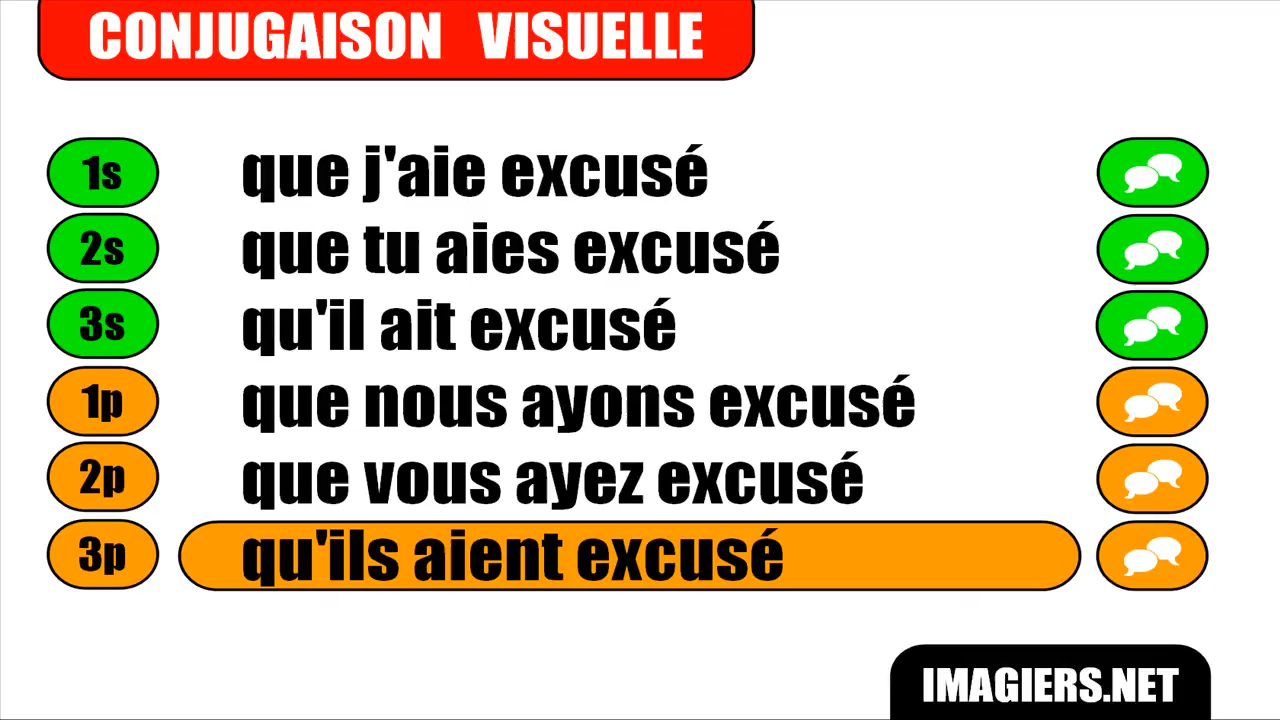 CONJUGAISON VISUELLE
1s que j'aie excusé
2s que tu aies excusé
3s qu'il ait excusé
1p que nous ayons excusé
2p que vous ayez excusé
3p qu'ils aient excusé
IMAGIERS.NET